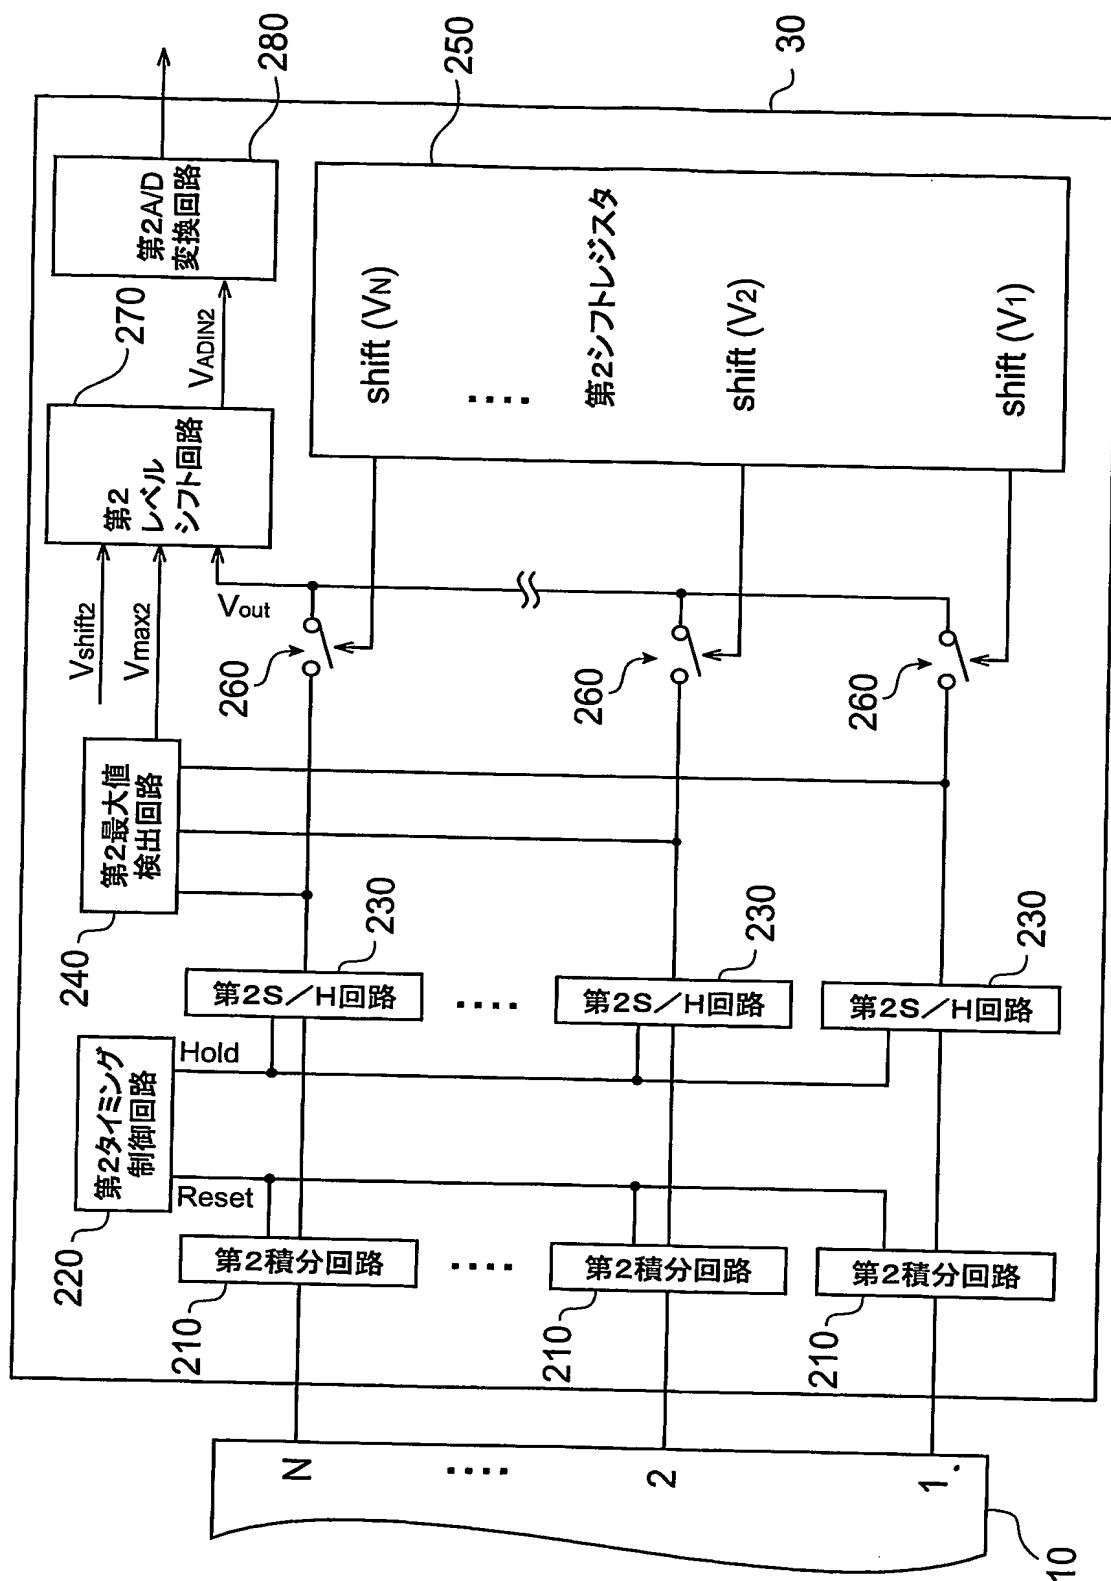 10
N
・・・・
2
1
30
220
第2タイミング
制御回路
Reset
Hold
210
第2積分回路
・・・・
210
第2積分回路
210
第2積分回路
240
第2最大値
検出回路
230
第2S／H回路
・・・・
230
第2S／H回路
230
第2S／H回路
Vshift2
Vmax2
Vout
260
260
260
270
第2
レベル
シフト回路
VADIN2
280
第2A/D
変換回路
250
shift (VN)
・・・・
第2シフトレジスタ
shift (V2)
shift (V1)